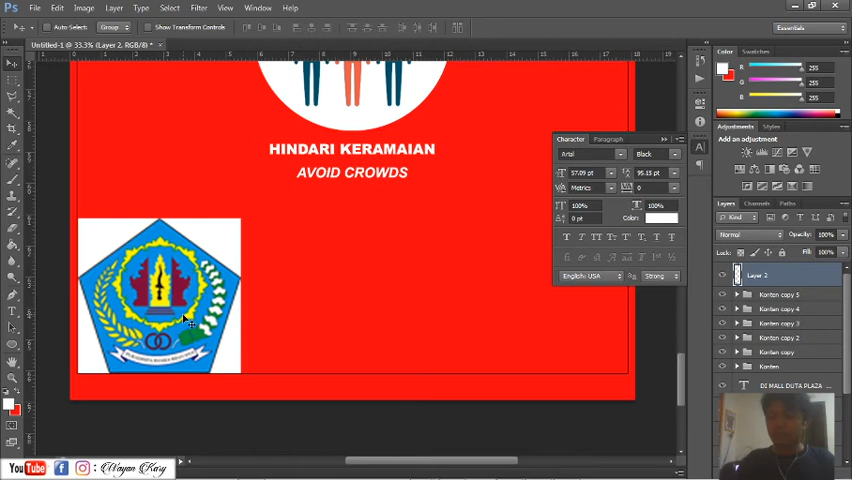 Ps File Edit Image Layer Type Select Filter View Window Help
Auto-Select: Group Show Transform Controls
Essentials
Untitled-1 @ 33.3% (Layer 2, RGB/8) *
Color Swatches
R 255
G 255
B 255
Adjustments Styles
Add an adjustment
Character Paragraph
Arial Black
57.09 pt 95.15 pt
Metrics 0
100% 100%
0 pt Color:
English: USA Strong
HINDARI KERAMAIAN
AVOID CROWDS
Layers Channels Paths
Kind
Normal Opacity: 100%
Lock: Fill: 100%
Layer 2
Konten copy 5
Konten copy 4
Konten copy 3
Konten copy 2
Konten copy
Konten
T DI MALL DUTA PLAZA ...
YouTube : Wayan Kary